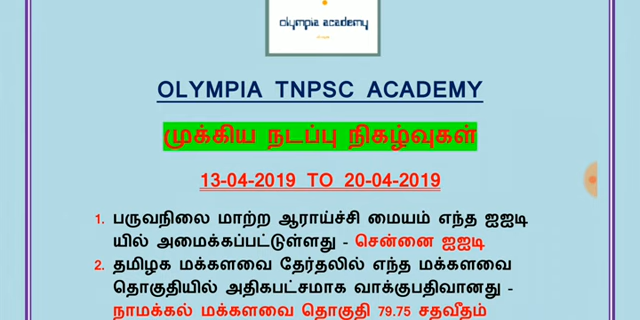 olympia academy
OLYMPIA TNPSC ACADEMY
முக்கிய நடப்பு நிகழ்வுகள்
13-04-2019 TO 20-04-2019
1. பருவநிலை மாற்ற ஆராய்ச்சி மையம் எந்த ஐஐடி
யில் அமைக்கப்பட்டுள்ளது - சென்னை ஐஐடி
2. தமிழக மக்களவை தேர்தலில் எந்த மக்களவை
தொகுதியில் அதிகபட்சமாக வாக்குபதிவானது -
நாமக்கல் மக்களவை தொகுதி 79.75 சதவீதம்